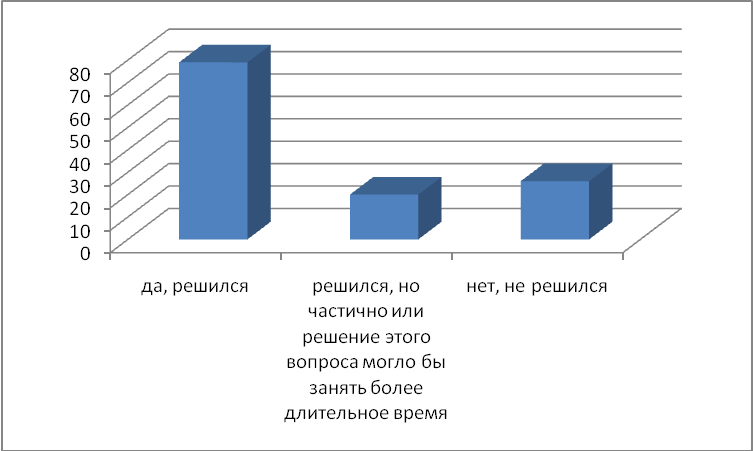 80
70
60
50
40
30
20
10
0
да, решился
решился, но
частично или
решение этого
вопроса могло бы
занять более
длительное время
нет, не решился